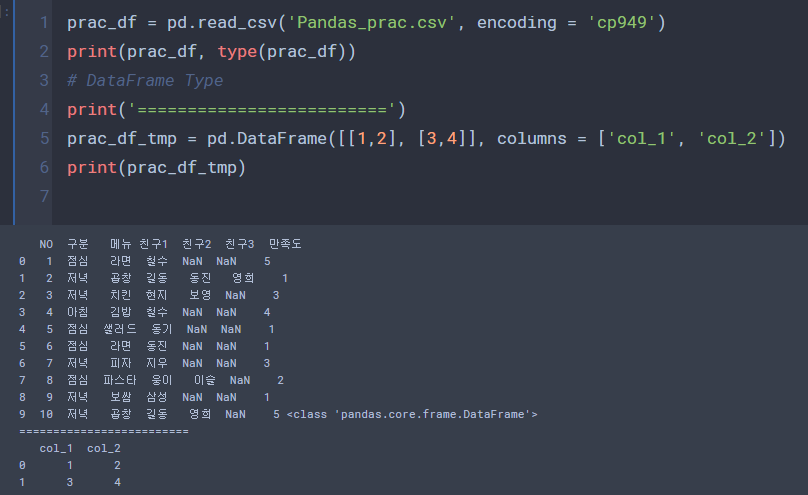 1 prac_df = pd.read_csv('Pandas_prac.csv', encoding = 'cp949')
2 print(prac_df, type(prac_df))
3 # DataFrame Type
4 print('=========================')
5 prac_df_tmp = pd.DataFrame([[1,2], [3,4]], columns = ['col_1', 'col_2'])
6 print(prac_df_tmp)
7
NO 구분 메뉴 친구1 친구2 친구3 만족도
0 1 점심 라면 철수 NaN NaN 5
1 2 저녁 곱창 길동 동진 영희 1
2 3 저녁 치킨 현지 보영 NaN 3
3 4 아침 김밥 철수 NaN NaN 4
4 5 점심 샐러드 동기 NaN NaN 1
5 6 점심 라면 동진 NaN NaN 1
6 7 저녁 피자 지우 NaN NaN 3
7 8 점심 파스타 웅이 이슬 NaN 2
8 9 저녁 보쌈 삼성 NaN NaN 1
9 10 저녁 곱창 길동 영희 NaN 5 <class 'pandas.core.frame.DataFrame'>
=========================
col_1 col_2
0 1 2
1 3 4